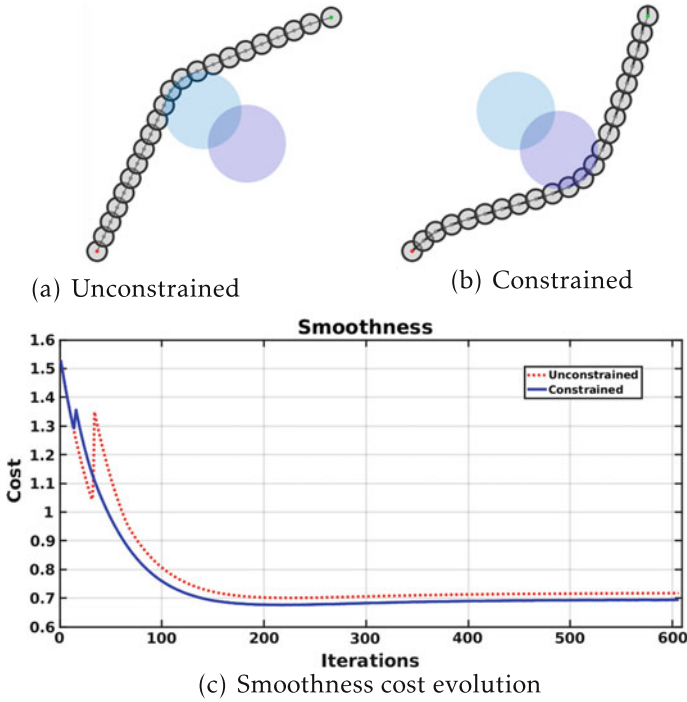 (a) Unconstrained
(b) Constrained
Smoothness
1.6
1.5
1.4
1.3
1.2
1.1
1
0.9
0.8
0.7
0.6
Cost
Unconstrained
Constrained
0 100 200 300 400 500 600
Iterations
(c) Smoothness cost evolution